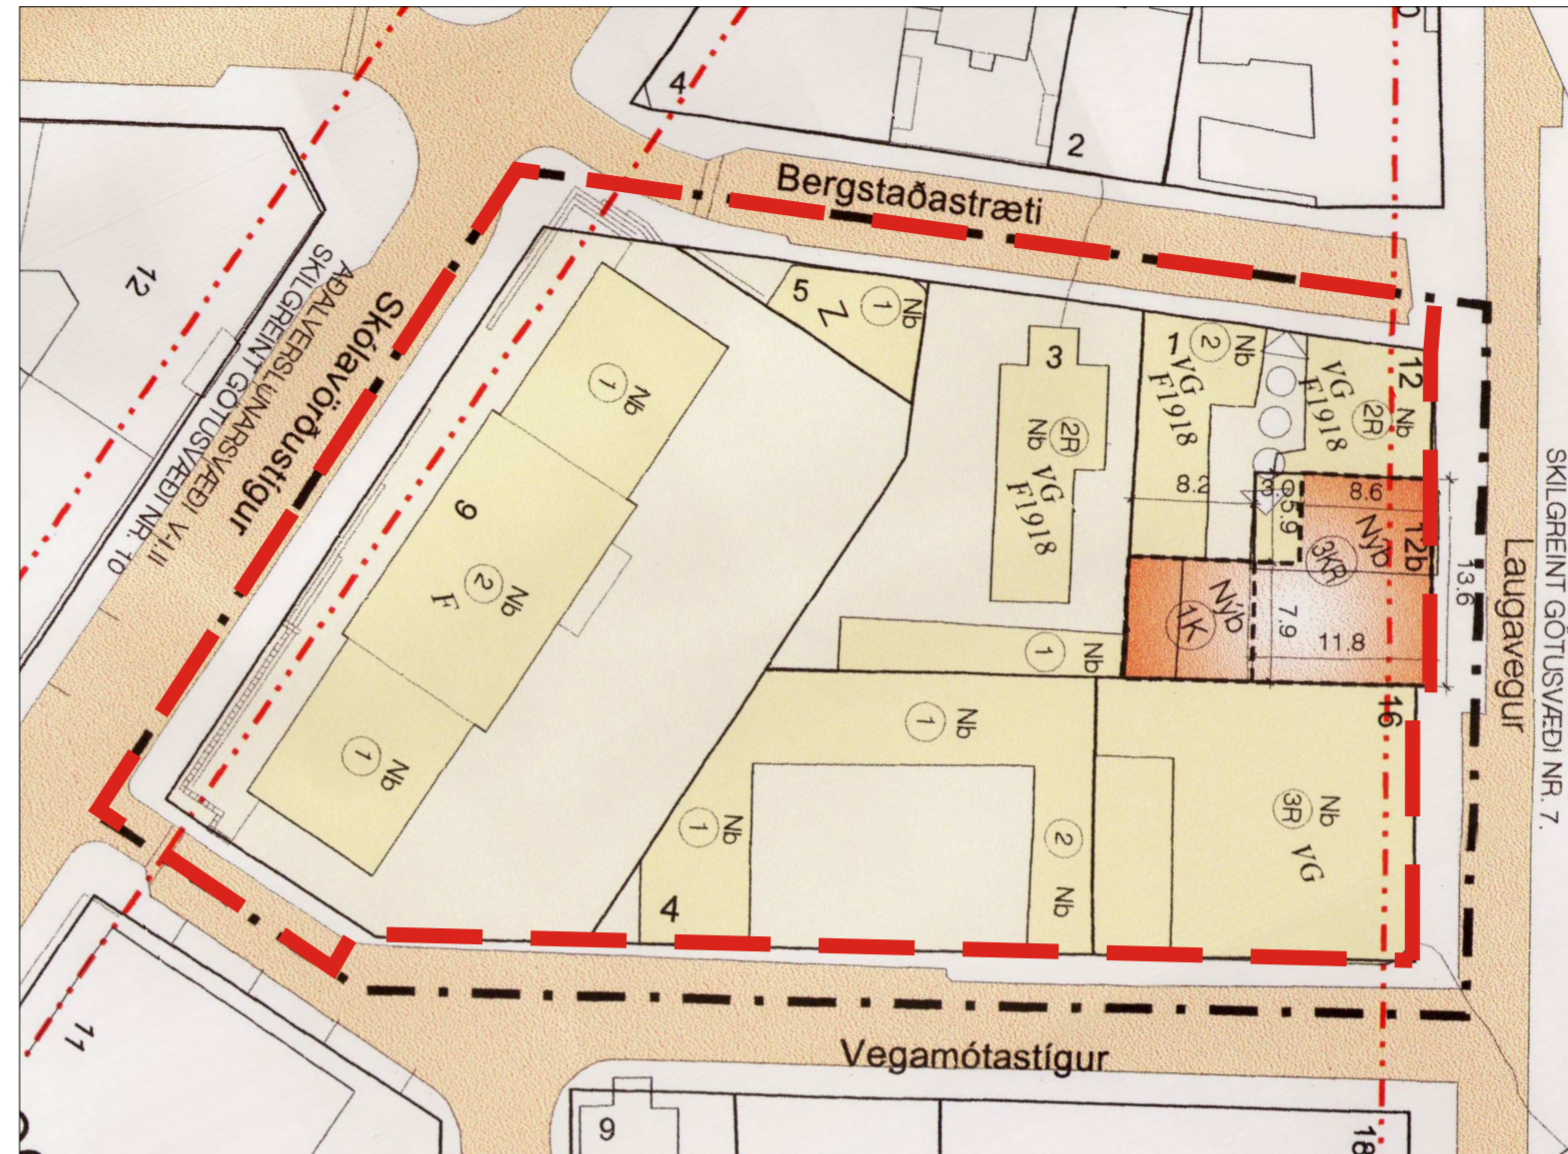 4
2
Bergstaðastræti
12
AÐALVERSLUNARSVÆÐI V-I.II
SKILGREINT GÖTUSVÆÐI NR. 10
Skólavörðustígur
5
Z
1
Nb
1
Nb
3
2R
Nb
VG
F1918
1
2
Nb
VG
F1918
12
VG
F1918
2R
Nb
8.2
3.0
5.9
8.6
12b
Nýb
3KR
13.6
Nýb
1K
7.9
11.8
Laugavegur
SKILGREINT GÖTUSVÆÐI NR. 7.
9
2
Nb
F
1
Nb
1
Nb
1
Nb
16
1
Nb
2
Nb
3R
Nb
VG
4
11
Vegamótastígur
9
18